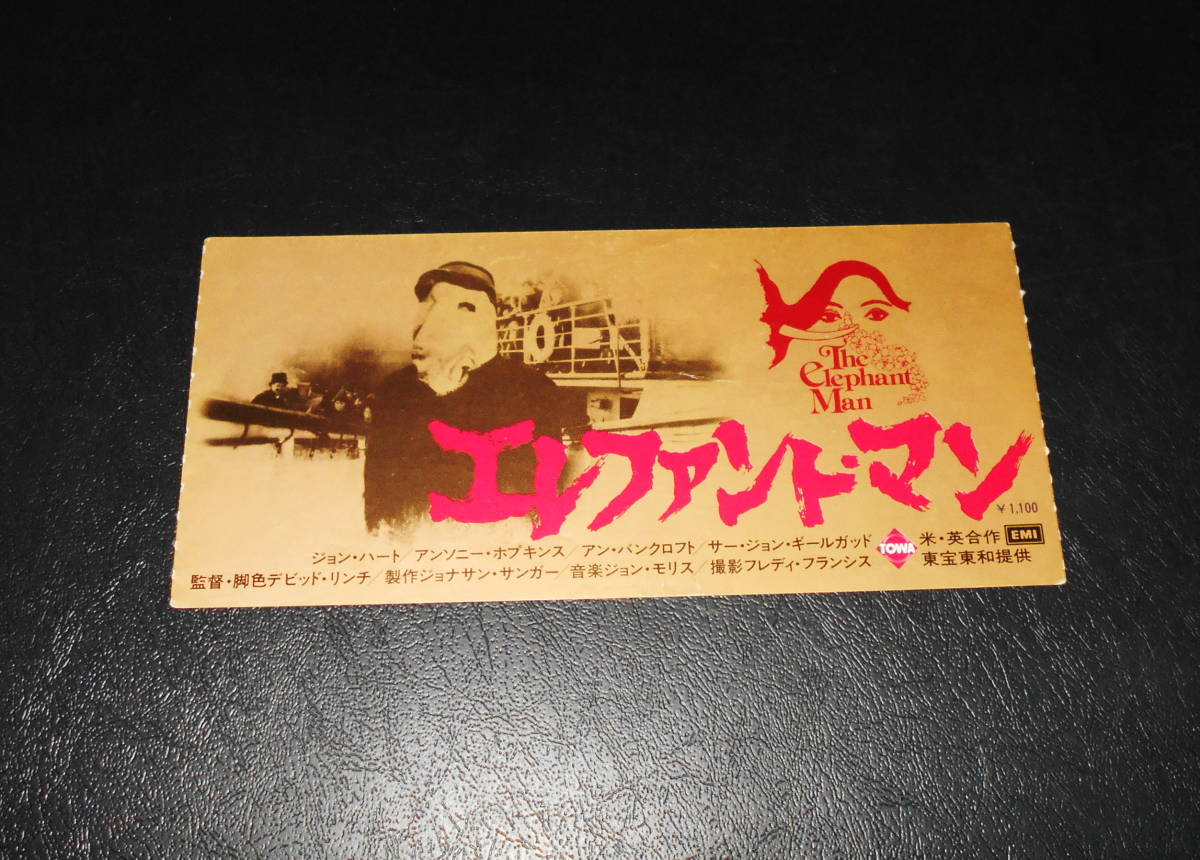 The
elephant
Man
エレファント・マン
¥1,100
ジョン・ハート/アンソニー・ホプキンス/アン・バンクロフト/サー・ジョン・ギールガッド
監督・脚色デビッド・リンチ/製作ジョナサン・サンガー/音楽ジョン・モリス/撮影フレディ・フランシス
TOWA
米・英合作 EMI
東宝東和提供